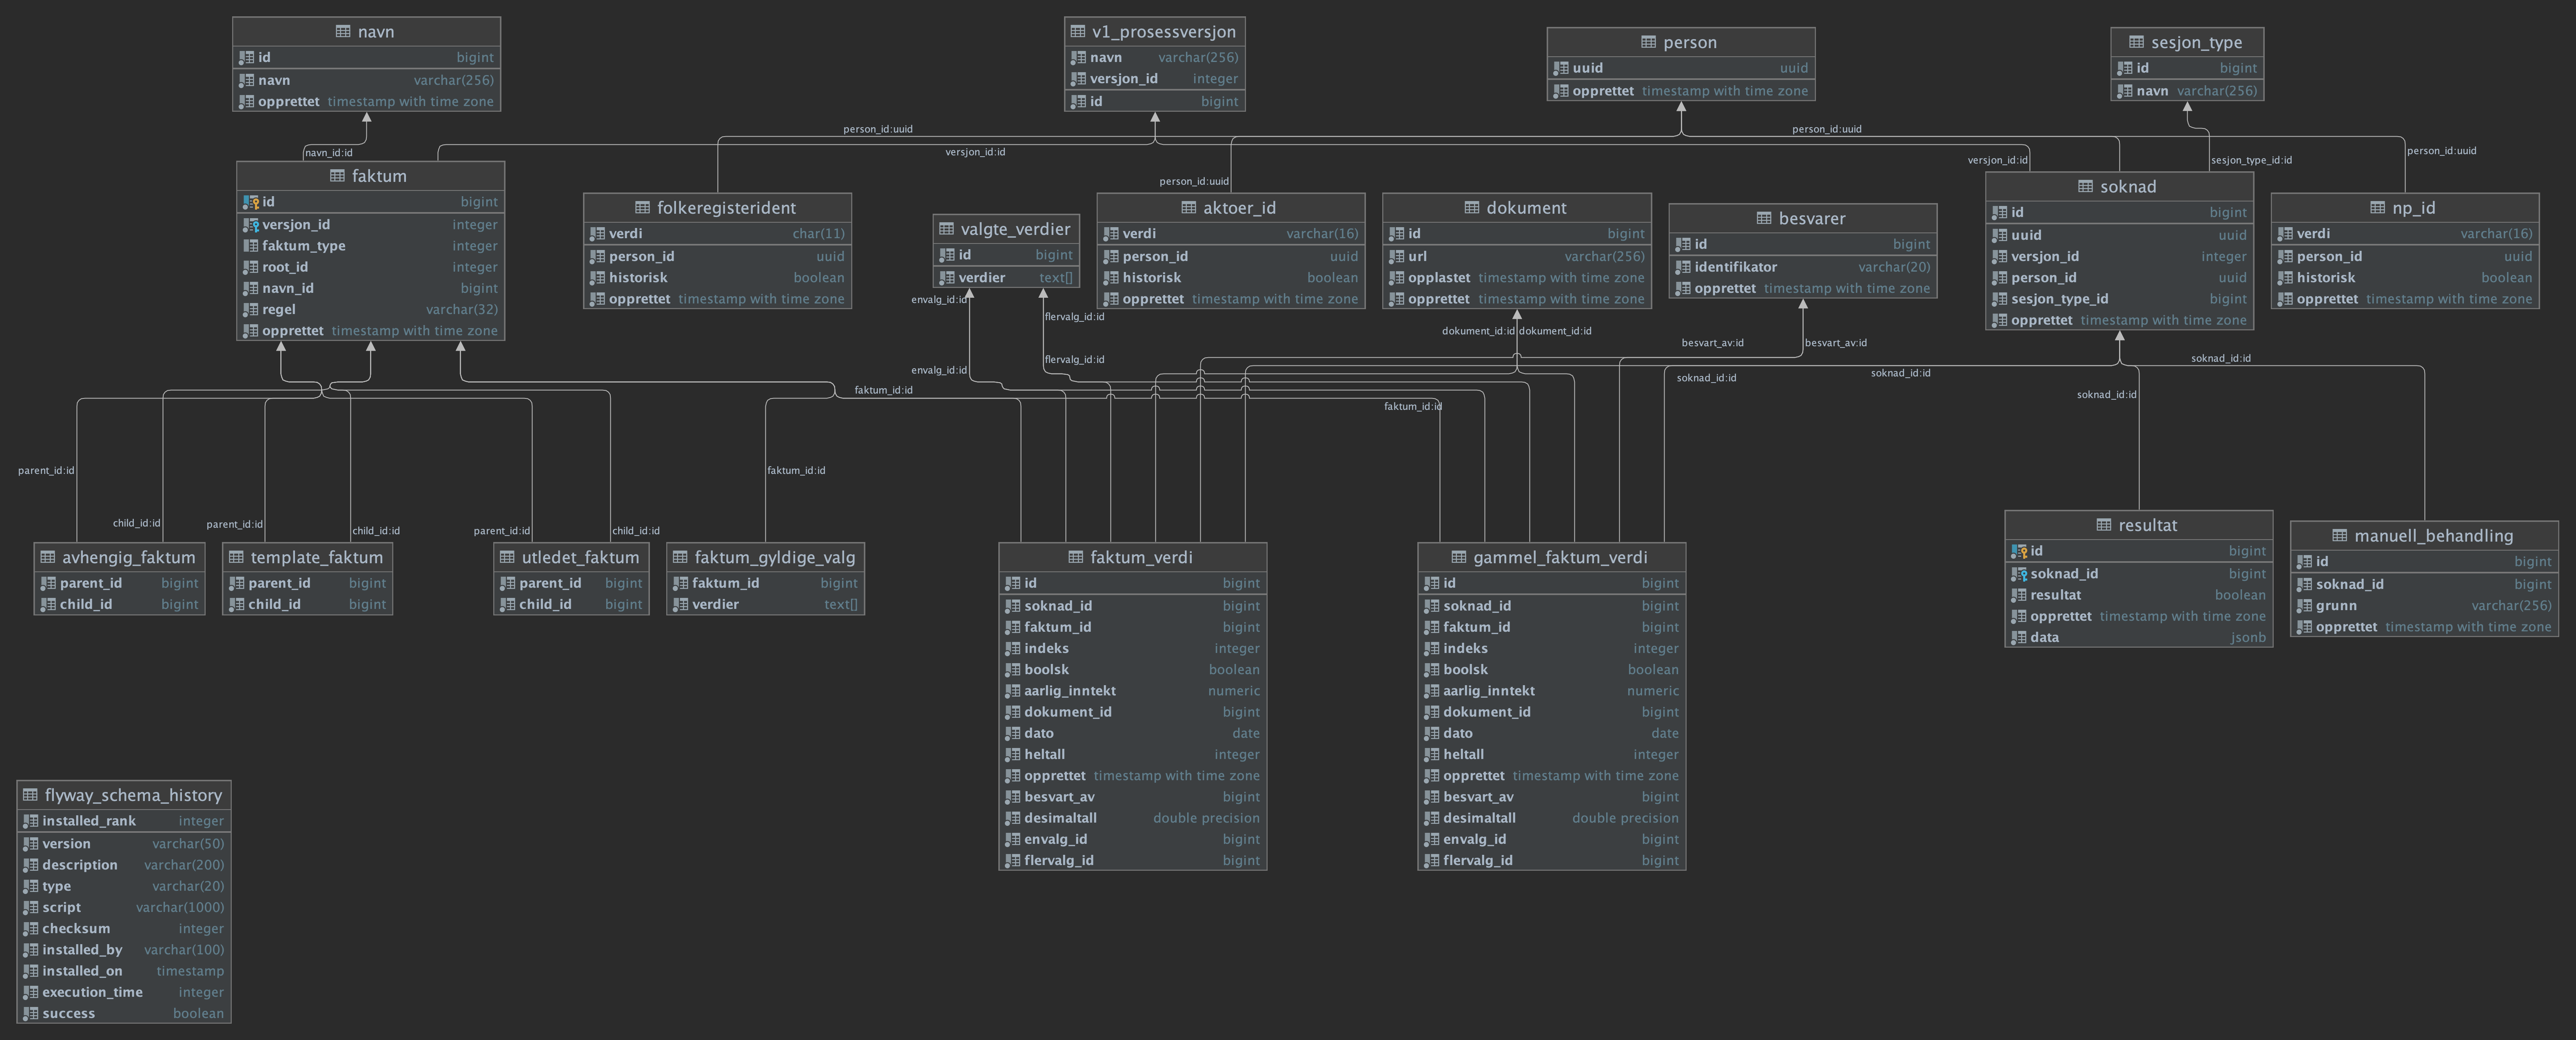 navn
id bigint
navn varchar(256)
opprettet timestamp with time zone
v1_prosessversjon
navn varchar(256)
versjon_id integer
id bigint
person
uuid uuid
opprettet timestamp with time zone
sesjon_type
id bigint
navn varchar(256)
navn_id:id
person_id:uuid
versjon_id:id
person_id:uuid
person_id:uuid
versjon_id:id
sesjon_type_id:id
person_id:uuid
faktum
id bigint
versjon_id integer
faktum_type integer
root_id integer
navn_id bigint
regel varchar(32)
opprettet timestamp with time zone
folkeregisterident
verdi char(11)
person_id uuid
historisk boolean
opprettet timestamp with time zone
valgte_verdier
id bigint
verdier text[]
aktoer_id
verdi varchar(16)
person_id uuid
historisk boolean
opprettet timestamp with time zone
dokument
id bigint
url varchar(256)
opplastet timestamp with time zone
opprettet timestamp with time zone
besvarer
id bigint
identifikator varchar(20)
opprettet timestamp with time zone
soknad
id bigint
uuid uuid
versjon_id integer
person_id uuid
sesjon_type_id bigint
opprettet timestamp with time zone
np_id
verdi varchar(16)
person_id uuid
historisk boolean
opprettet timestamp with time zone
envalg_id:id
flervalg_id:id
dokument_id:id
dokument_id:id
besvart_av:id
besvart_av:id
flervalg_id:id
envalg_id:id
soknad_id:id
soknad_id:id
soknad_id:id
soknad_id:id
faktum_id:id
faktum_id:id
parent_id:id
faktum_id:id
child_id:id
parent_id:id
child_id:id
parent_id:id
child_id:id
avhengig_faktum
parent_id bigint
child_id bigint
template_faktum
parent_id bigint
child_id bigint
utledet_faktum
parent_id bigint
child_id bigint
faktum_gyldige_valg
faktum_id bigint
verdier text[]
faktum_verdi
id bigint
soknad_id bigint
faktum_id bigint
indeks integer
boolsk boolean
aarlig_inntekt numeric
dokument_id bigint
dato date
heltall integer
opprettet timestamp with time zone
besvart_av bigint
desimaltall double precision
envalg_id bigint
flervalg_id bigint
gammel_faktum_verdi
id bigint
soknad_id bigint
faktum_id bigint
indeks integer
boolsk boolean
aarlig_inntekt numeric
dokument_id bigint
dato date
heltall integer
opprettet timestamp with time zone
besvart_av bigint
desimaltall double precision
envalg_id bigint
flervalg_id bigint
resultat
id bigint
soknad_id bigint
resultat boolean
opprettet timestamp with time zone
data jsonb
manuell_behandling
id bigint
soknad_id bigint
grunn varchar(256)
opprettet timestamp with time zone
flyway_schema_history
installed_rank integer
version varchar(50)
description varchar(200)
type varchar(20)
script varchar(1000)
checksum integer
installed_by varchar(100)
installed_on timestamp
execution_time integer
success boolean